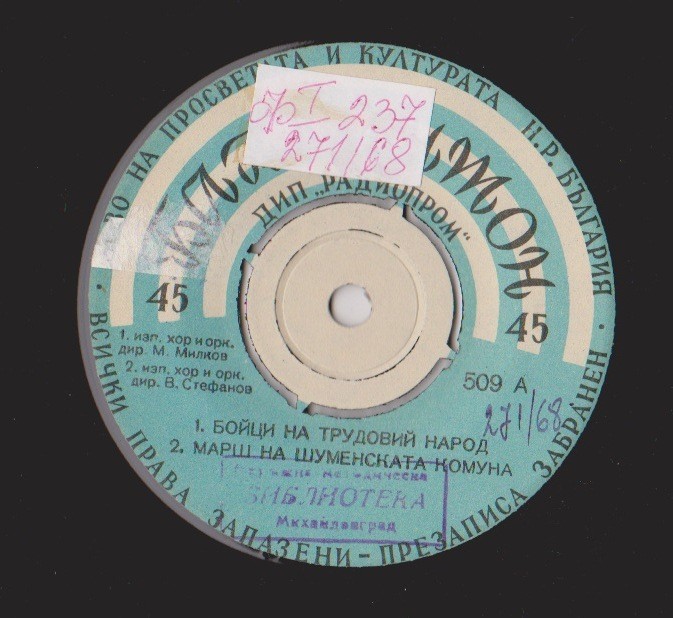 ВО НА ПРОСВЕТАТА И КУЛТУРАТА Н.Р. БЪЛГАРИЯ
I 237
271/68
ДИП „РАДИОПРОМ“
45
45
1. изп. хор и орк.
дир. М. Милков
2. изп. хор и орк.
дир. В. Стефанов
509 А
271/68
1. БОЙЦИ НА ТРУДОВИЙ НАРОД
2. МАРШ НА ШУМЕНСКАТА КОМУНА
БИБЛИОТЕКА
Михайловград
ВСИЧКИ ПРАВА ЗАПАЗЕНИ – ПРЕЗАПИСА ЗАБРАНЕН